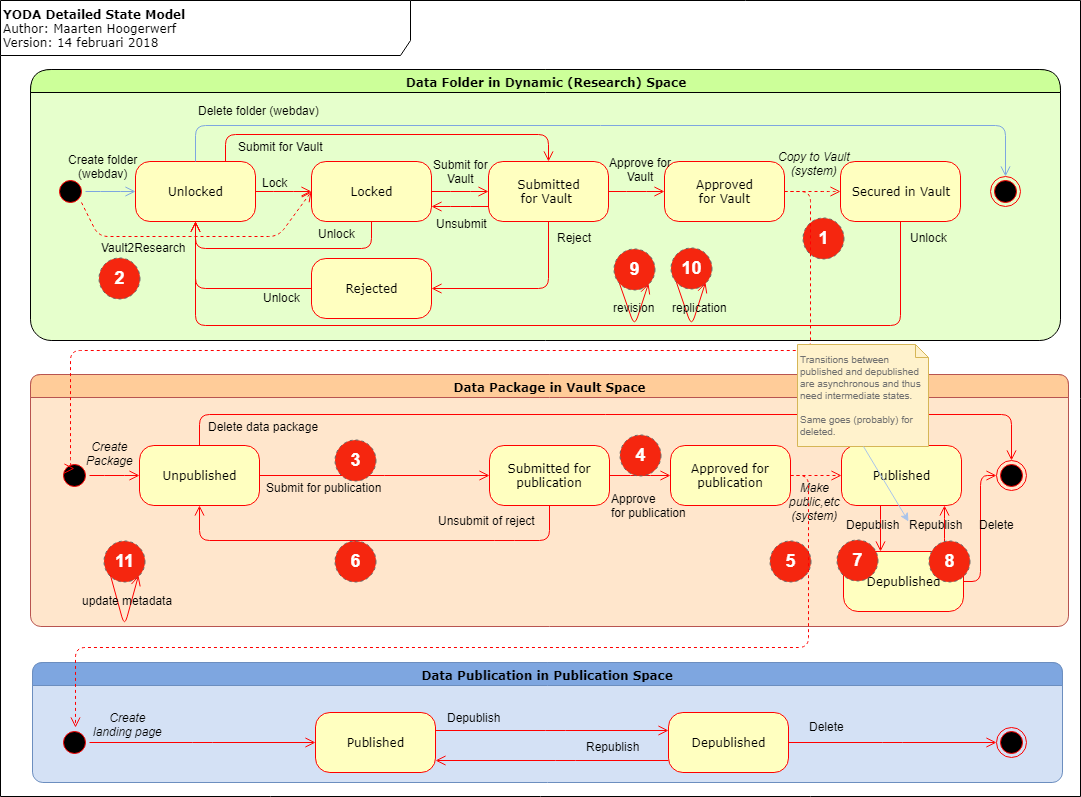 YODA Detailed State Model
Author: Maarten Hoogerwerf
Version: 14 februari 2018
Data Folder in Dynamic (Research) Space
Delete folder (webdav)
Create folder
(webdav)
Submit for Vault
Unlocked
Lock
Locked
Submit for
Vault
Submitted
for Vault
Approve for
Vault
Approved
for Vault
Copy to Vault
(system)
Secured in Vault
Unsubmit
Unlock
Reject
Unlock
1
Vault2Research
2
9
10
Rejected
Unlock
revision
replication
Transitions between
published and depublished
are asynchronous and thus
need intermediate states.
Same goes (probably) for
deleted.
Data Package in Vault Space
Delete data package
Create
Package
Unpublished
3
Submit for publication
Submitted for
publication
4
Approve
for publication
Approved for
publication
Make
public,etc
(system)
Published
Unsubmit of reject
Depublish
Republish
Delete
6
5
7
8
Depublished
11
update metadata
Data Publication in Publication Space
Create
landing page
Published
Depublish
Republish
Depublished
Delete